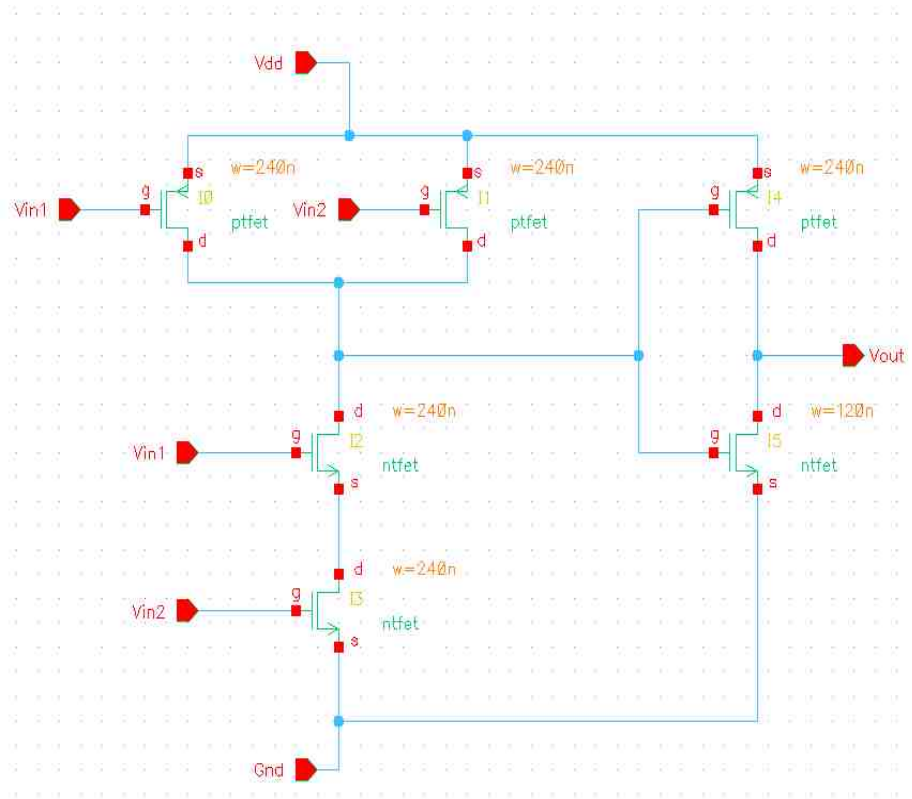 Vdd
s w=240n s w=240n s w=240n
g I0 g I1 g I4
Vin1 ptfet Vin2 ptfet ptfet
d d d
Vout
d w=240n d w=120n
g I2 g I5
Vin1 ntfet ntfet
s s
d w=240n
g I3
Vin2 ntfet
s
Gnd